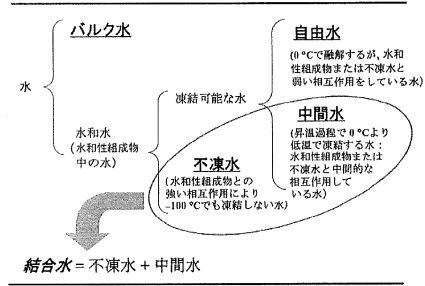 バルク水
水
水和水
(水和性組成物
中の水)
凍結可能な水
自由水
(0 °Cで融解するが、水和
性組成物または不凍水と
弱い相互作用をしている水)
中間水
(昇温過程で 0 °Cより
低温で凍結する水:
水和性組成物または
不凍水と中間的な
相互作用して
いる水)
不凍水
(水和性組成物との
強い相互作用により
–100 °Cでも凍結しない水)
結合水 = 不凍水 + 中間水